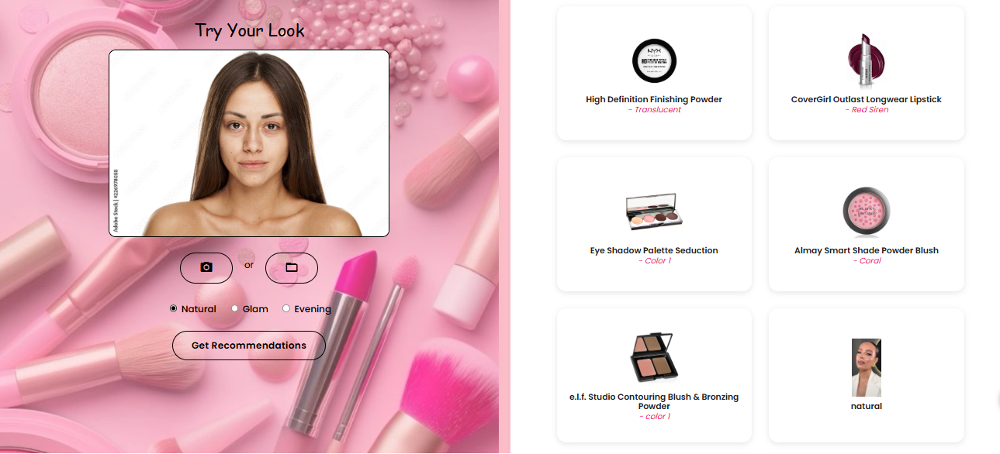 Try Your Look
Adobe Stock | #226978058
or
Natural
Glam
Evening
Get Recommendations
NYX
High Definition Finishing Powder
- Translucent
CoverGirl Outlast Longwear Lipstick
- Red Siren
Eye Shadow Palette Seduction
- Color 1
ALMAY
Almay Smart Shade Powder Blush
- Coral
e.l.f. Studio Contouring Blush & Bronzing
Powder
- color 1
natural